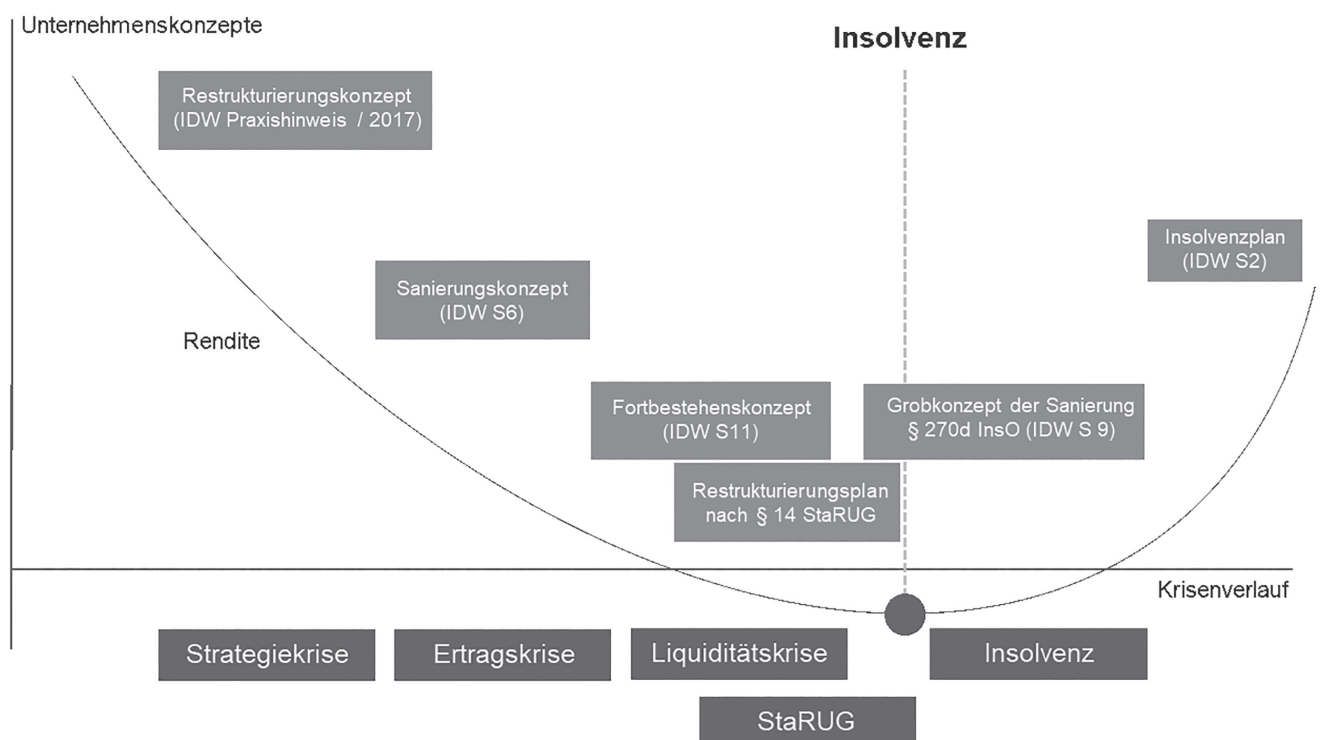 Unternehmenskonzepte
Insolvenz
Restrukturierungskonzept
(IDW Praxishinweis / 2017)
Insolvenzplan
(IDW S2)
Sanierungskonzept
(IDW S6)
Rendite
Fortbestehenskonzept
(IDW S11)
Grobkonzept der Sanierung
§ 270d InsO (IDW S 9)
Restrukturierungsplan
nach § 14 StaRUG
Krisenverlauf
Strategiekrise
Ertragskrise
Liquiditätskrise
Insolvenz
StaRUG